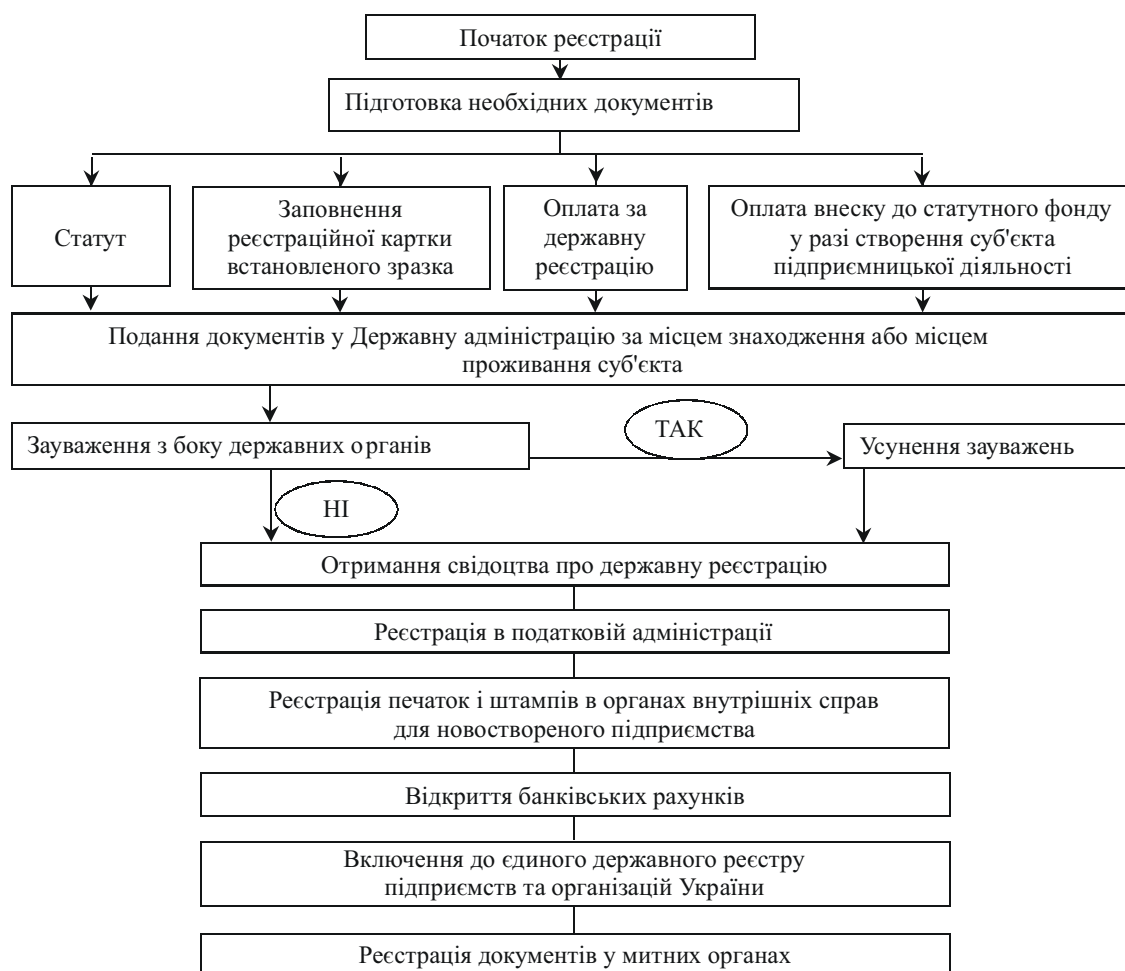 Початок реєстрації
Підготовка необхідних документів
Статут
Заповнення
реєстраційної картки
встановленого зразка
Оплата за
державну
реєстрацію
Оплата внеску до статутного фонду
у разі створення суб'єкта
підприємницької діяльності
Подання документів у Державну адміністрацію за місцем знаходження або місцем
проживання суб'єкта
Зауваження з боку державних органів
ТАК
Усунення зауважень
НІ
Отримання свідоцтва про державну реєстрацію
Реєстрація в податковій адміністрації
Реєстрація печаток і штампів в органах внутрішніх справ
для новоствореного підприємства
Відкриття банківських рахунків
Включення до єдиного державного реєстру
підприємств та організацій України
Реєстрація документів у митних органах